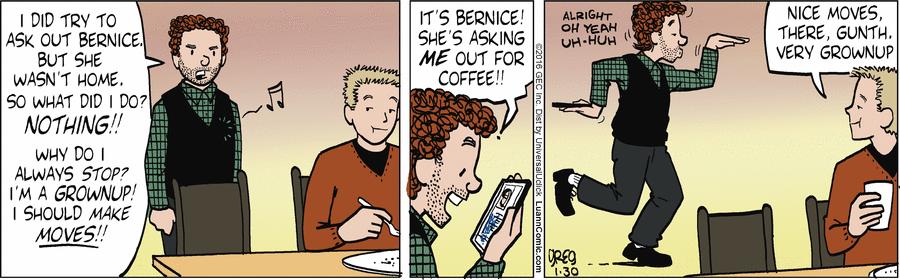 I DID TRY TO
ASK OUT BERNICE.
BUT SHE
WASN'T HOME.
SO WHAT DID I DO?
NOTHING!!
WHY DO I
ALWAYS STOP?
I'M A GROWNUP!
I SHOULD MAKE
MOVES!!
IT'S BERNICE!
SHE'S ASKING
ME OUT FOR
COFFEE!!
©2016 GEC Inc. Dist by UniversalUclick LuannComic.com
ALRIGHT
OH YEAH
UH-HUH
NICE MOVES,
THERE, GUNTH.
VERY GROWNUP
GREG
1·30